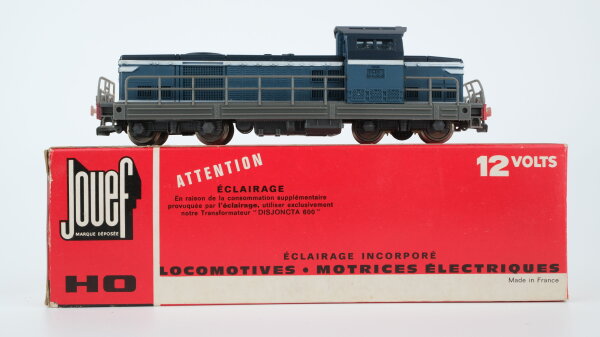 Jouef
MARQUE DÉPOSÉE
HO
ATTENTION
ÉCLAIRAGE
En raison de la consommation supplémentaire
provoquée par l'éclairage, utiliser exclusivement
notre Transformateur "DISJONCTA 600"
12 VOLTS
ÉCLAIRAGE INCORPORÉ
LOCOMOTIVES • MOTRICES ÉLECTRIQUES
Made in France